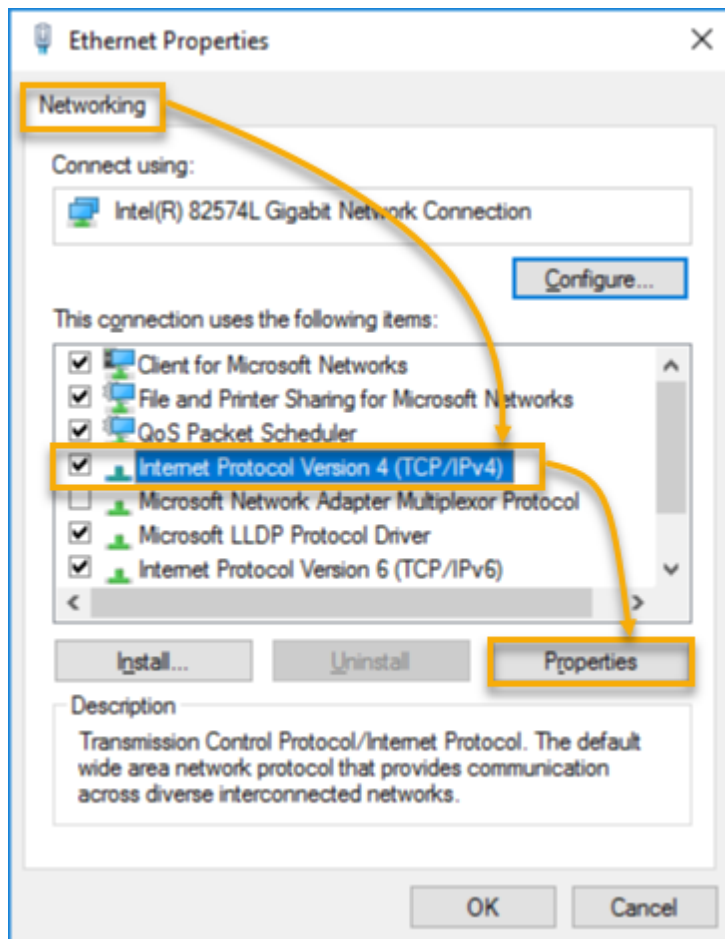 Ethernet Properties
Networking
Connect using:
Intel(R) 82574L Gigabit Network Connection
Configure...
This connection uses the following items:
Client for Microsoft Networks
File and Printer Sharing for Microsoft Networks
QoS Packet Scheduler
Internet Protocol Version 4 (TCP/IPv4)
Microsoft Network Adapter Multiplexor Protocol
Microsoft LLDP Protocol Driver
Internet Protocol Version 6 (TCP/IPv6)
Install...
Uninstall
Properties
Description
Transmission Control Protocol/Internet Protocol. The default
wide area network protocol that provides communication
across diverse interconnected networks.
OK
Cancel